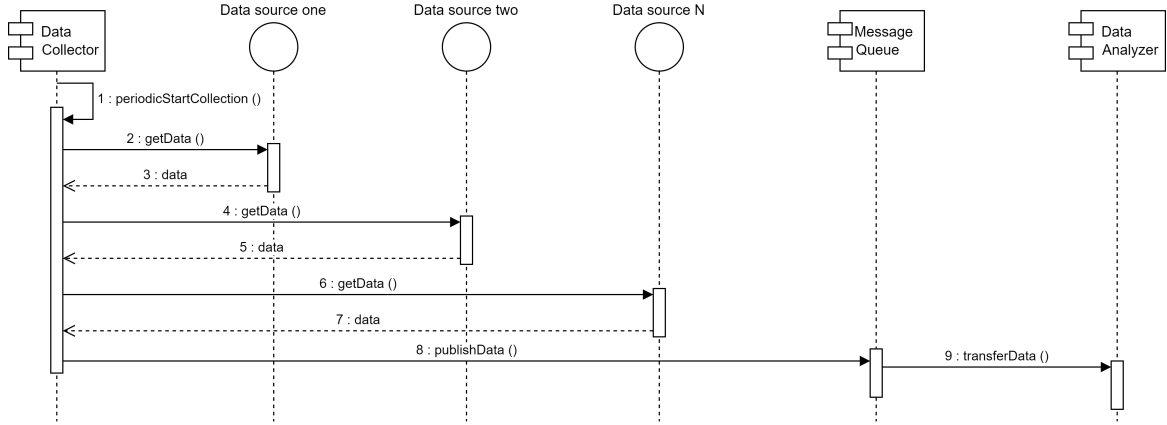 Data source one
Data source two
Data source N
Data
Collector
Message
Queue
Data
Analyzer
1 : periodicStartCollection ()
2 : getData ()
3 : data
4 : getData ()
5 : data
6 : getData ()
7 : data
8 : publishData ()
9 : transferData ()